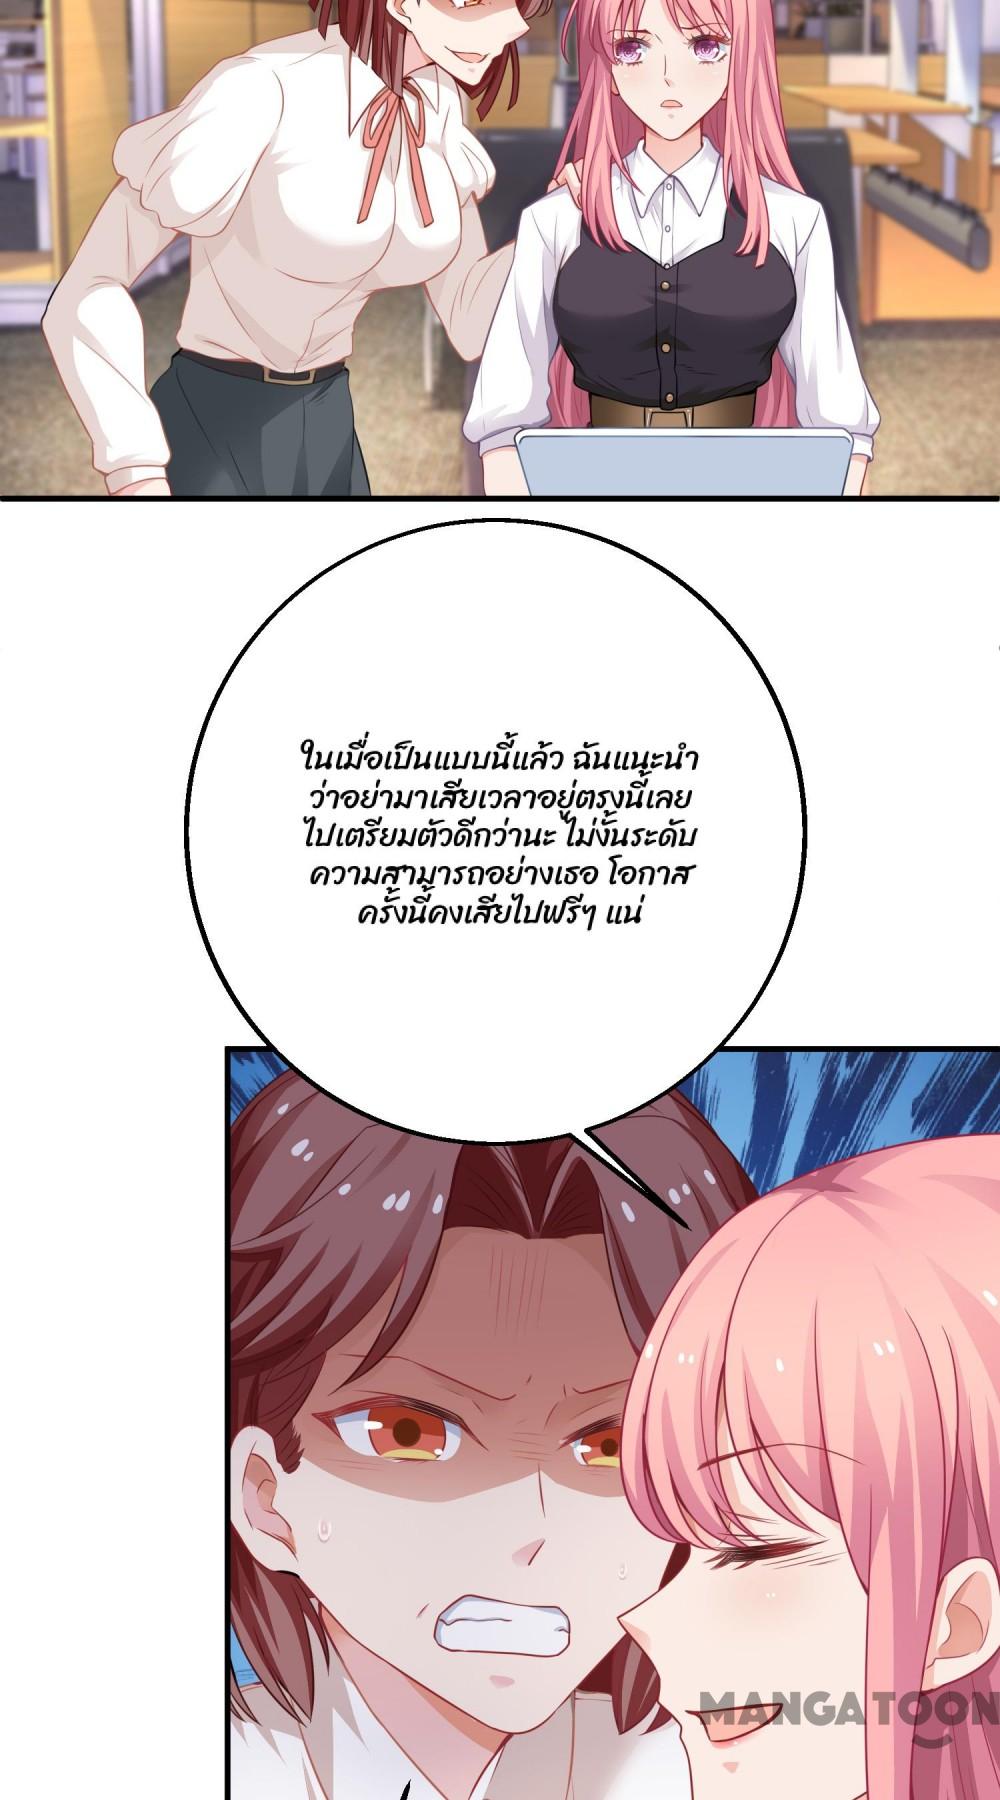 ในเมื่อเป็นแบบนี้แล้ว ฉันแนะนำ
ว่าอย่ามาเสียเวลาอยู่ตรงนี้เลย
ไปเตรียมตัวดีกว่านะ ไม่งั้นระดับ
ความสามารถอย่างเธอ โอกาส
ครั้งนี้คงเสียไปฟรีๆ แน่
MANGATOON